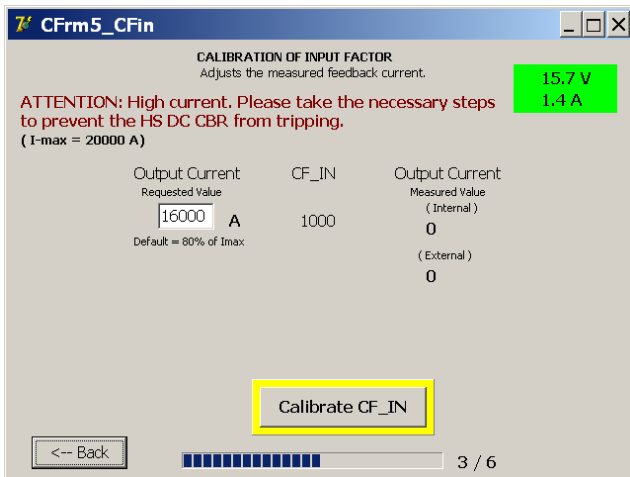 CFrm5_CFin
CALIBRATION OF INPUT FACTOR
Adjusts the measured feedback current.
15.7 V
1.4 A
ATTENTION: High current. Please take the necessary steps
to prevent the HS DC CBR from tripping.
( I-max = 20000 A)
Output Current CF_IN Output Current
Requested Value Measured Value
( Internal )
16000 A 1000 0
Default = 80% of Imax
( External )
0
Calibrate CF_IN
<-- Back
3 / 6